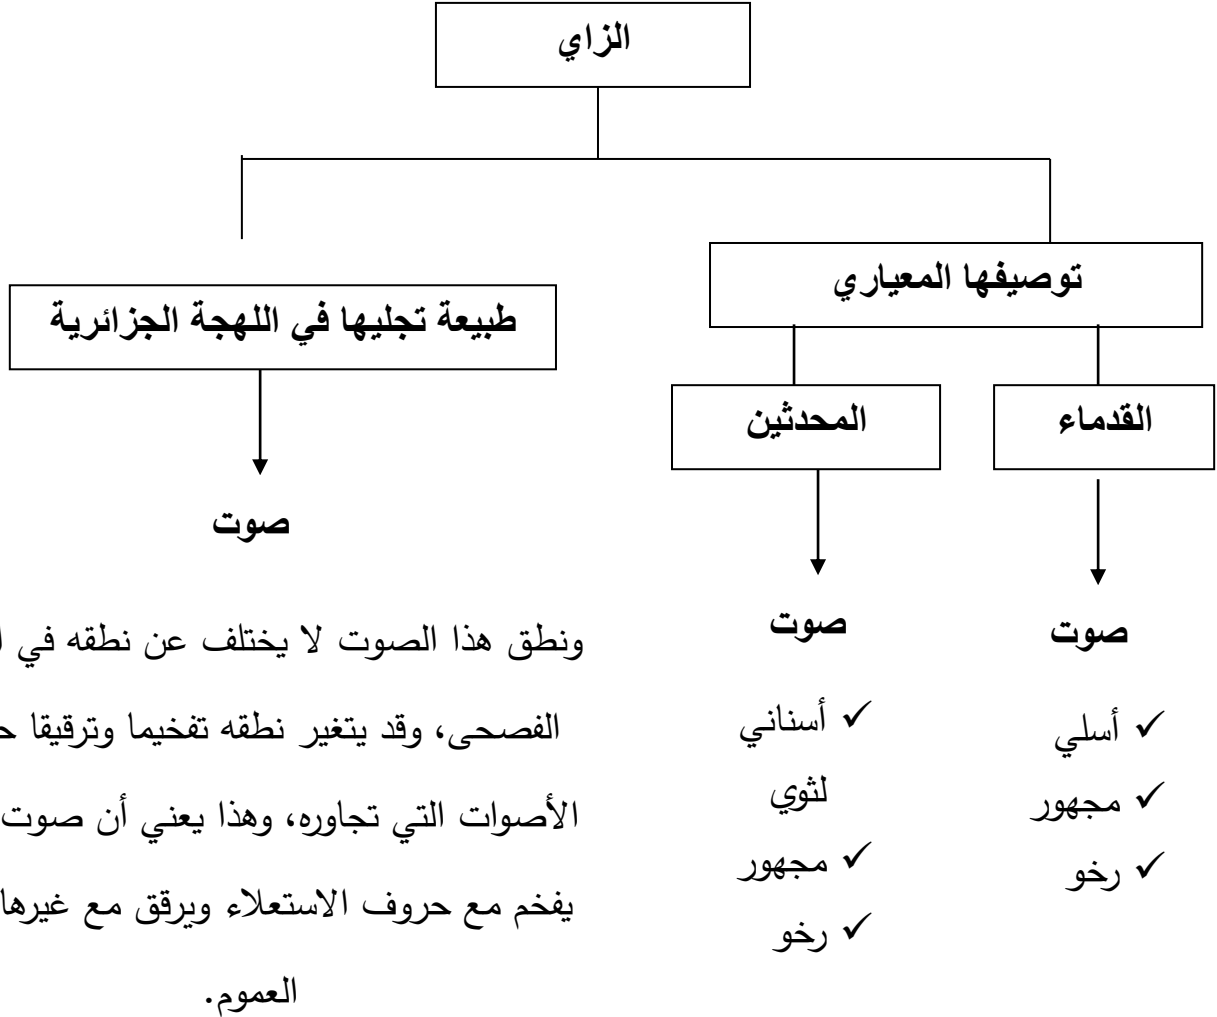 الزاي
توصيفها المعياري
القدماء
صوت
✓ أسلي
✓ مجهور
✓ رخو
المحدثين
صوت
✓ أسناني
لثوي
✓ مجهور
✓ رخو
طبيعة تجليها في اللهجة الجزائرية
صوت
ونطق هذا الصوت لا يختلف عن نطقه في
الفصحى، وقد يتغير نطقه تفخيما وترقيقا
الأصوات التي تجاوره، وهذا يعني أن صوت
يفخم مع حروف الاستعلاء ويرقق مع غيرها
العموم.